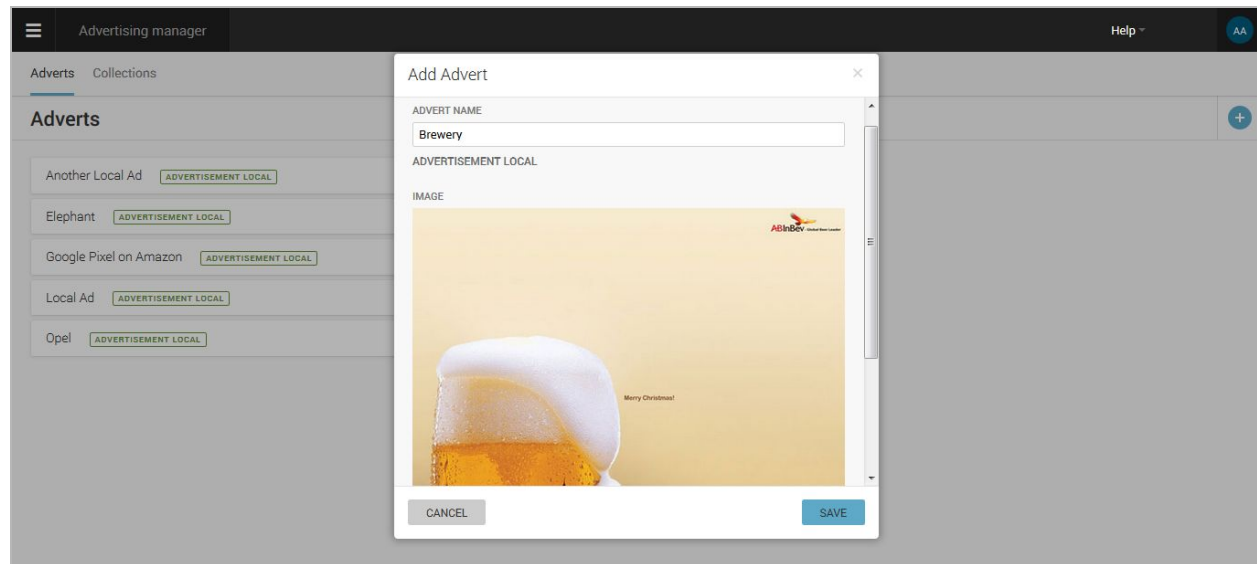 Advertising manager
Help
AA
Adverts Collections
Adverts
Another Local Ad ADVERTISEMENT LOCAL
Elephant ADVERTISEMENT LOCAL
Google Pixel on Amazon ADVERTISEMENT LOCAL
Local Ad ADVERTISEMENT LOCAL
Opel ADVERTISEMENT LOCAL
Add Advert
ADVERT NAME
Brewery
ADVERTISEMENT LOCAL
IMAGE
ABInBev
Merry Christmas!
CANCEL
SAVE